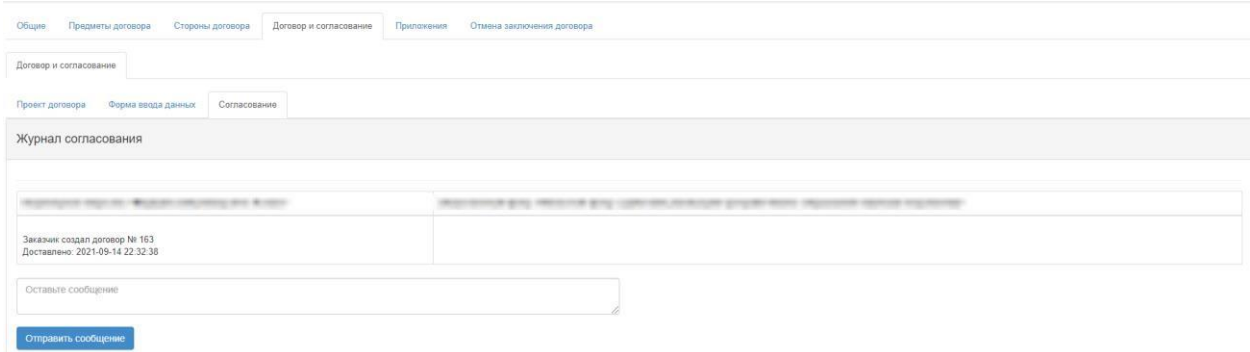 Общие Предметы договора Стороны договора Договор и согласование Приложения Отмена заключения договора
Договор и согласование
Проект договора Форма ввода данных Согласование
Журнал согласования
Заказчик создал договор № 163
Доставлено: 2021-09-14 22:32:38
Оставьте сообщение
Отправить сообщение